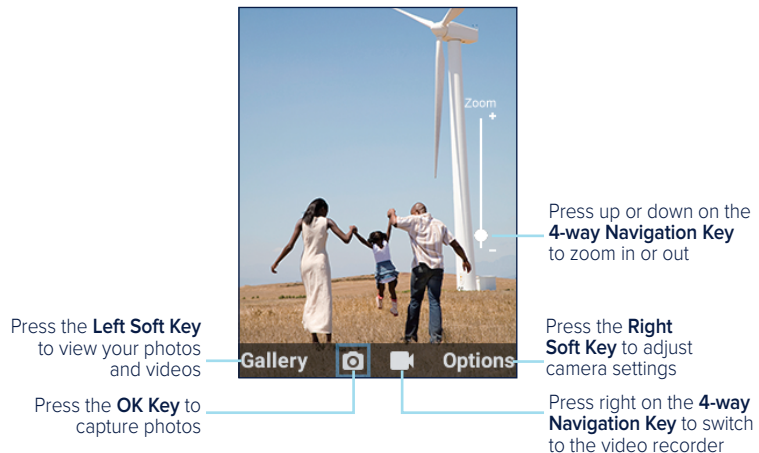 Zoom
+
-
Press up or down on the
4-way Navigation Key
to zoom in or out
Press the Left Soft Key
to view your photos
and videos
Gallery
Options
Press the Right
Soft Key to adjust
camera settings
Press the OK Key to
capture photos
Press right on the 4-way
Navigation Key to switch
to the video recorder